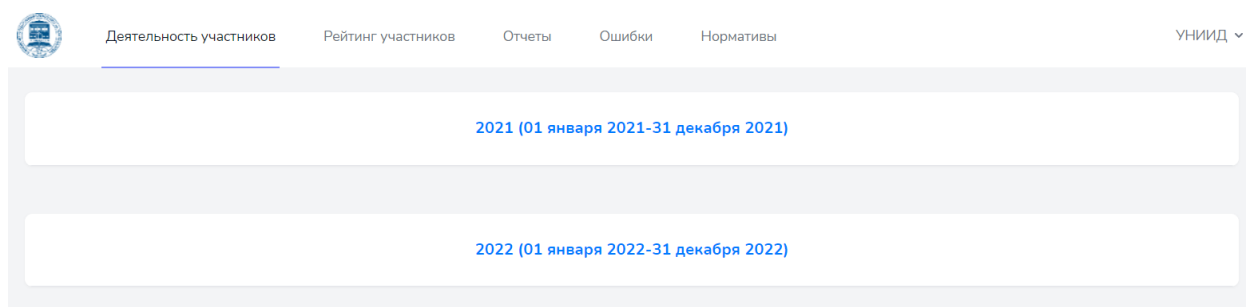 Деятельность участников Рейтинг участников Отчеты Ошибки Нормативы УНИИД
2021 (01 января 2021-31 декабря 2021)
2022 (01 января 2022-31 декабря 2022)